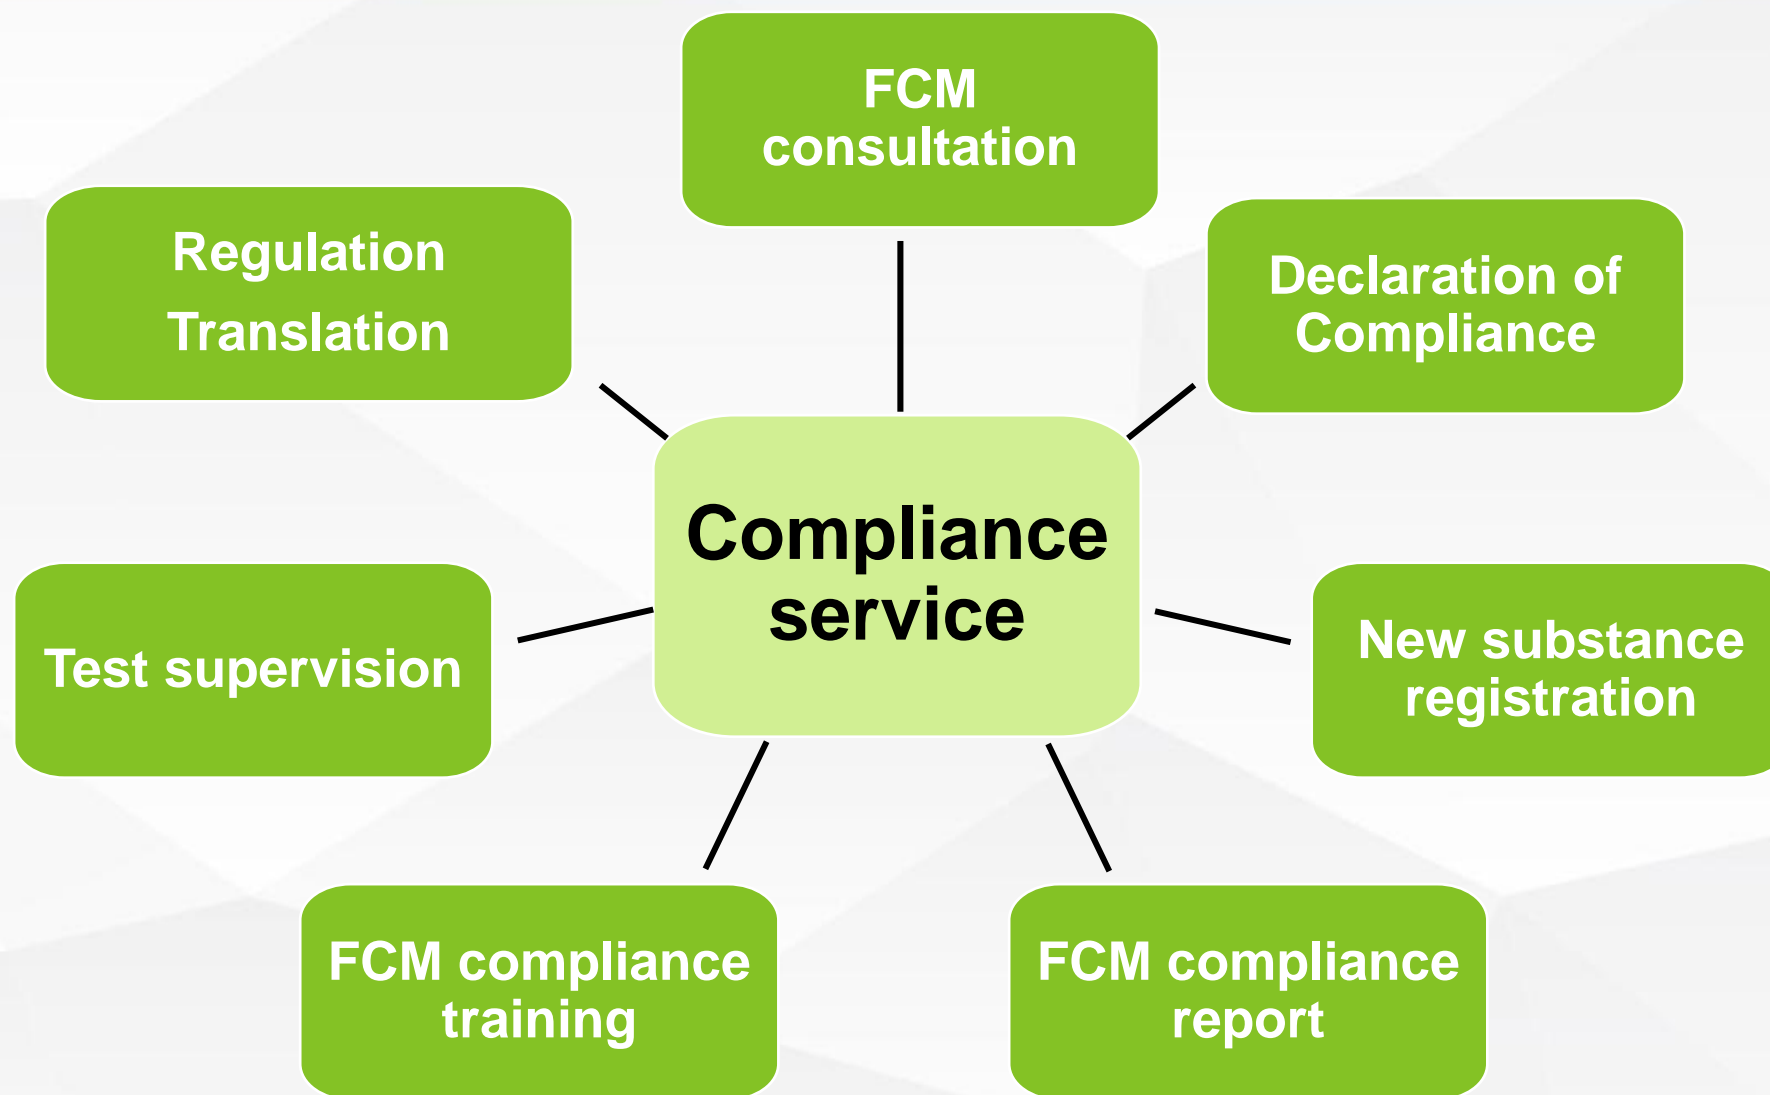 FCM
consultation
Regulation
Translation
Declaration of
Compliance
Compliance
service
Test supervision
New substance
registration
FCM compliance
training
FCM compliance
report